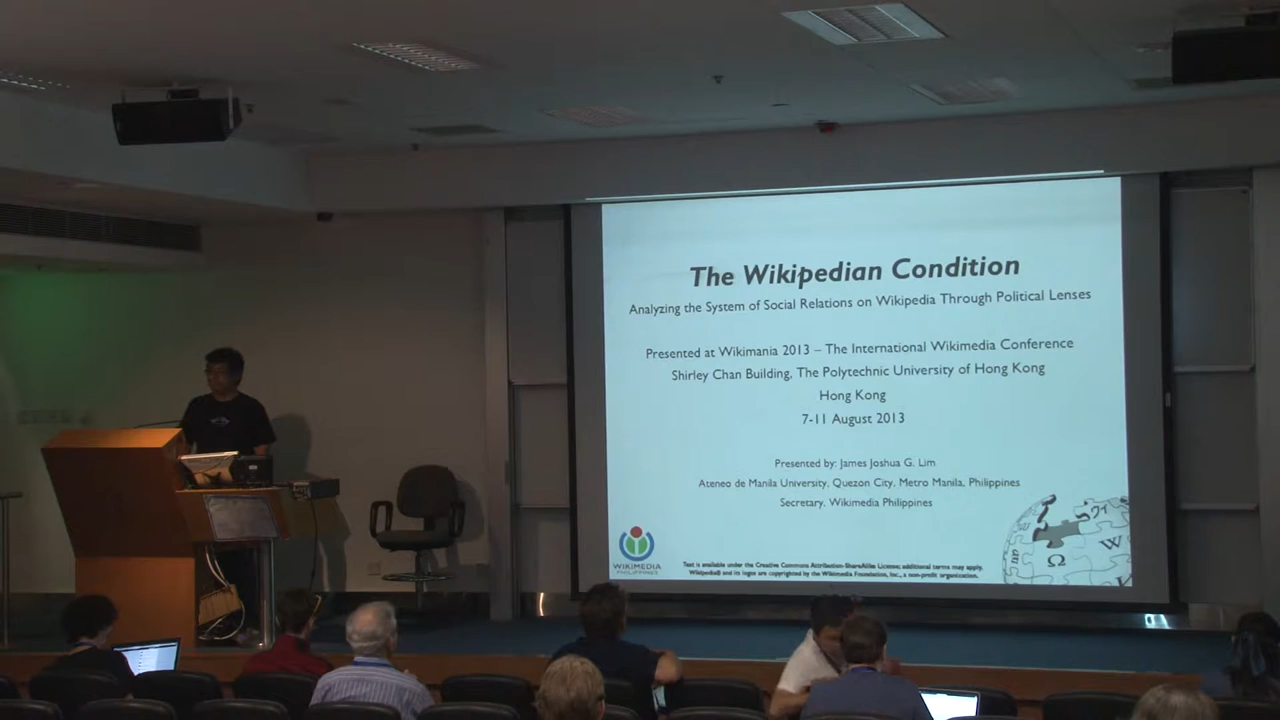 The Wikipedian Condition
Analyzing the System of Social Relations on Wikipedia Through Political Lenses
Presented at Wikimania 2013 – The International Wikimedia Conference
Shirley Chan Building, The Polytechnic University of Hong Kong
Hong Kong
7-11 August 2013
Presented by: James Joshua G. Lim
Ateneo de Manila University, Quezon City, Metro Manila, Philippines
Secretary, Wikimedia Philippines
WIKIMEDIA
PHILIPPINES
Text is available under the Creative Commons Attribution-ShareAlike License; additional terms may apply.
Wikipedia® and its logos are copyrighted by the Wikimedia Foundation, Inc., a non-profit organization.
Ω
W